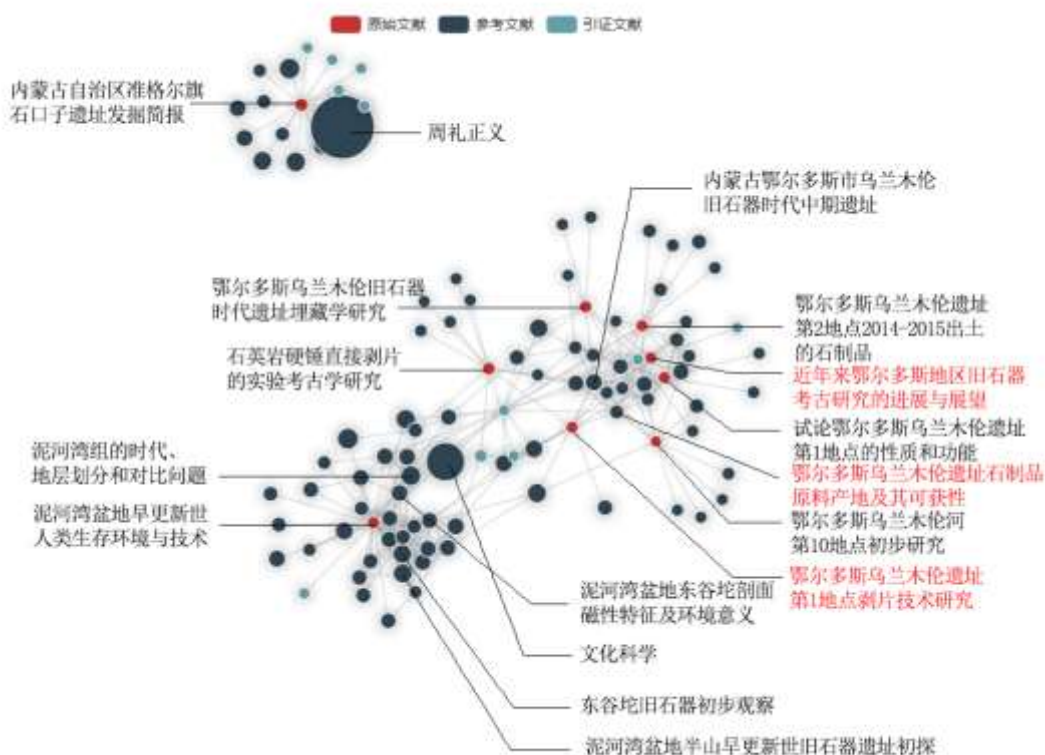 原始文献 参考文献 引证文献
内蒙古自治区准格尔旗
石口子遗址发掘简报
周礼正义
内蒙古鄂尔多斯市乌兰木伦
旧石器时代中期遗址
鄂尔多斯乌兰木伦旧石器
时代遗址埋藏学研究
石英岩硬锤直接剥片
的实验考古学研究
鄂尔多斯乌兰木伦遗址
第2地点2014-2015出土
的石制品
近年来鄂尔多斯地区旧石器
考古研究的进展与展望
试论鄂尔多斯乌兰木伦遗址
第1地点的性质和功能
鄂尔多斯乌兰木伦遗址石制品
原料产地及其可获性
鄂尔多斯乌兰木伦河
第10地点初步研究
鄂尔多斯乌兰木伦遗址
第1地点剥片技术研究
泥河湾组的时代、
地层划分和对比问题
泥河湾盆地早更新世
人类生存环境与技术
泥河湾盆地东谷坨剖面
磁性特征及环境意义
文化科学
东谷坨旧石器初步观察
泥河湾盆地半山早更新世旧石器遗址初探